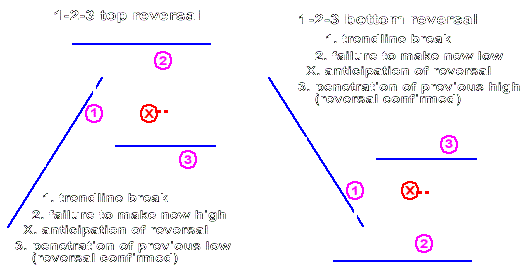 1-2-3 top reversal
2
1
X
3
1. trendline break
2. failure to make new high
X. anticipation of reversal
3. penetration of previous low
(reversal confirmed)
1-2-3 bottom reversal
1. trendline break
2. failure to make new low
X. anticipation of reversal
3. penetration of previous high
(reversal confirmed)
3
1
X
2